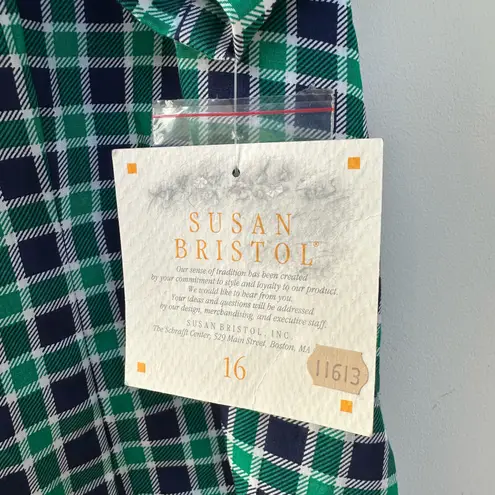 SUSAN
BRISTOL®
Our sense of tradition has been created
by your commitment to style and loyalty to our product.
We would like to hear from you.
Your ideas and questions will be addressed
by our design, merchandising, and executive staff.
SUSAN BRISTOL, INC.
The Schrafft Center, 529 Main Street, Boston, MA
16
11613